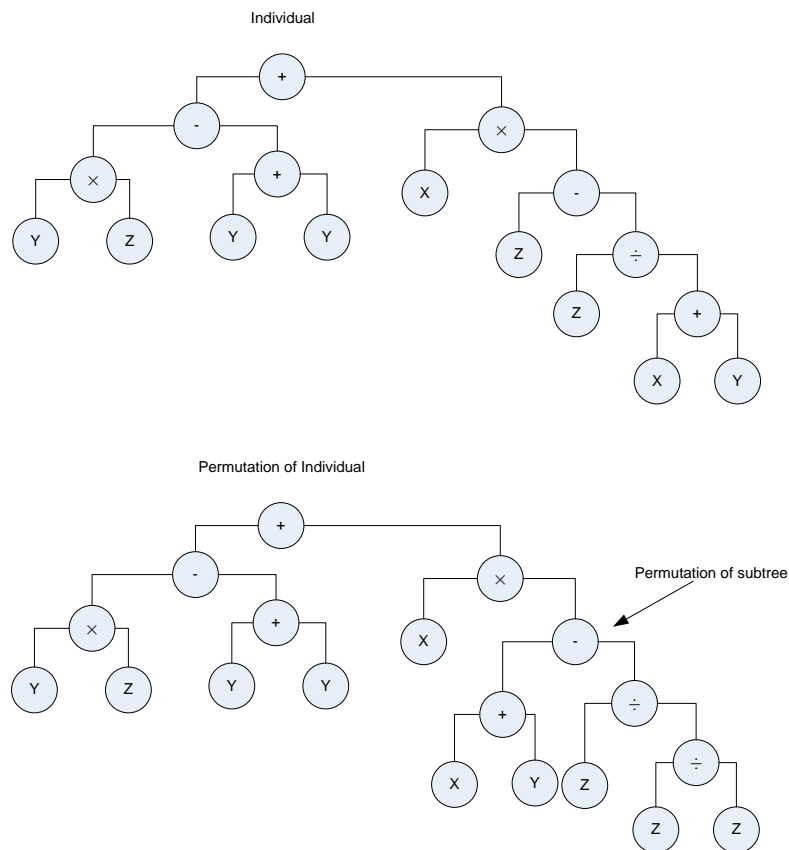 Individual
+
-
×
×
+
X
-
Y
Z
Y
Y
Z
÷
Z
+
X
Y
Permutation of Individual
+
-
×
Permutation of subtree
×
+
X
-
Y
Z
Y
Y
+
÷
X
Y
Z
÷
Z
Z